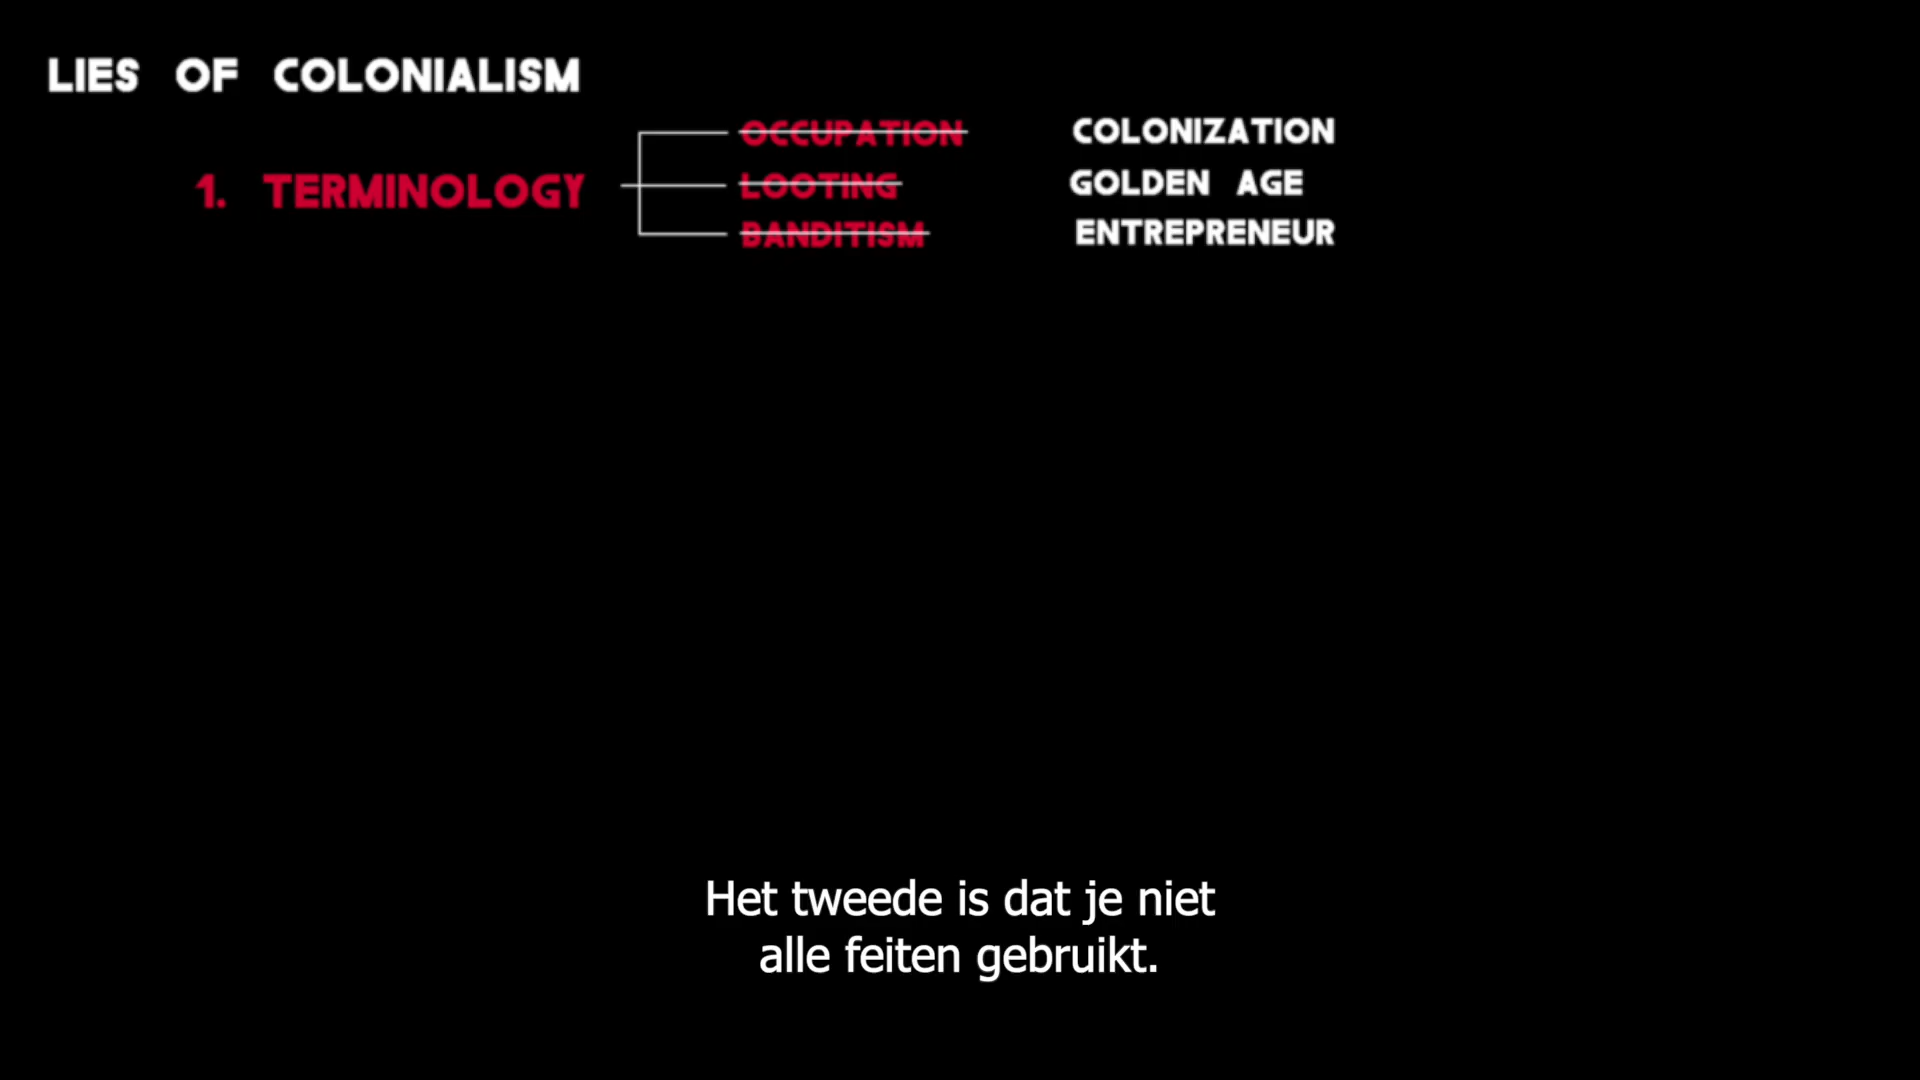 LIES OF COLONIALISM
1. TERMINOLOGY
OCCUPATION COLONIZATION
LOOTING GOLDEN AGE
BANDITISM ENTREPRENEUR
Het tweede is dat je niet
alle feiten gebruikt.